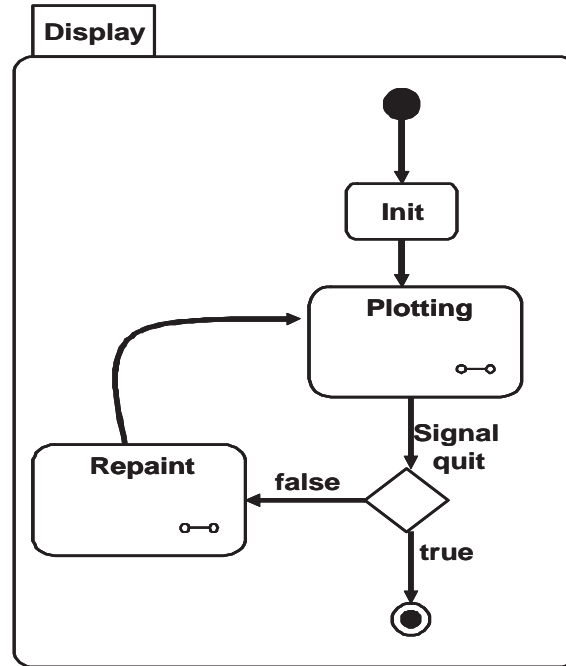 Display
Init
Plotting
Signal
quit
Repaint
false
true